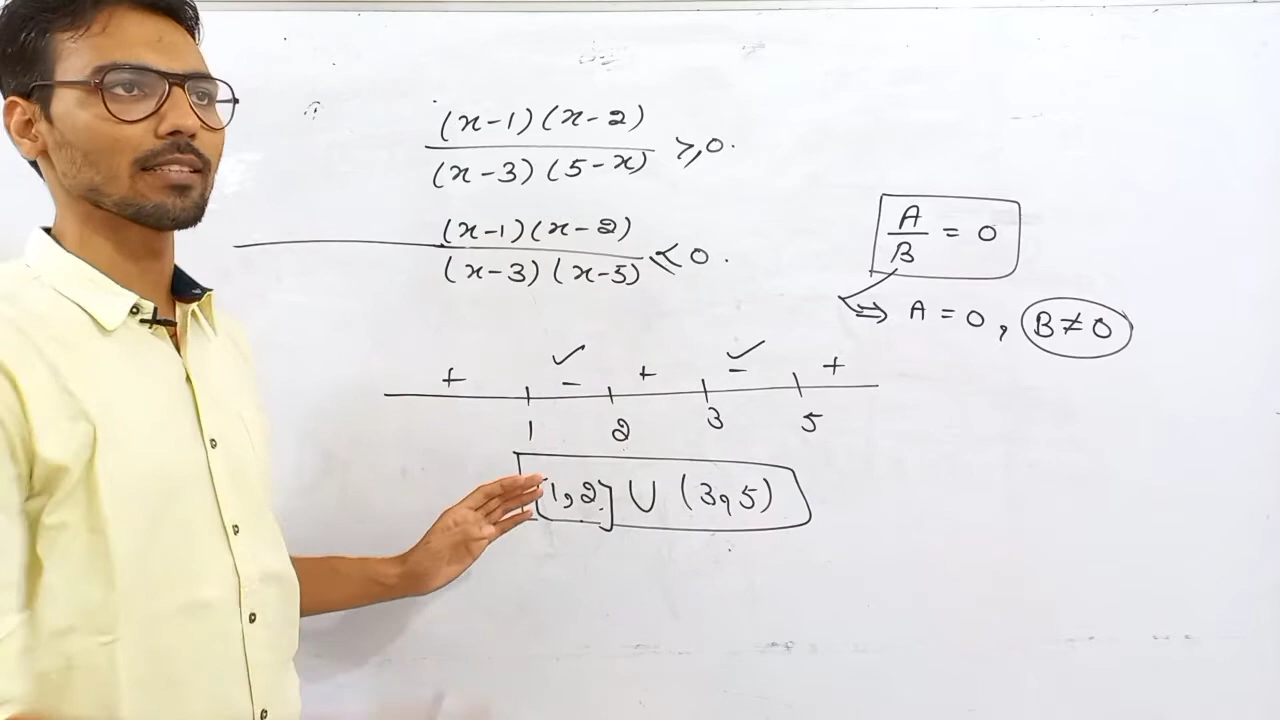 (x-1)(x-2)
(x-3)(5-x) ≥ 0.
(x-1)(x-2)
(x-3)(x-5) ≤ 0.
A
B = 0
⇒ A = 0, B ≠ 0
+ ✓ - + ✓ - +
1 2 3 5
[1,2] ∪ (3,5)